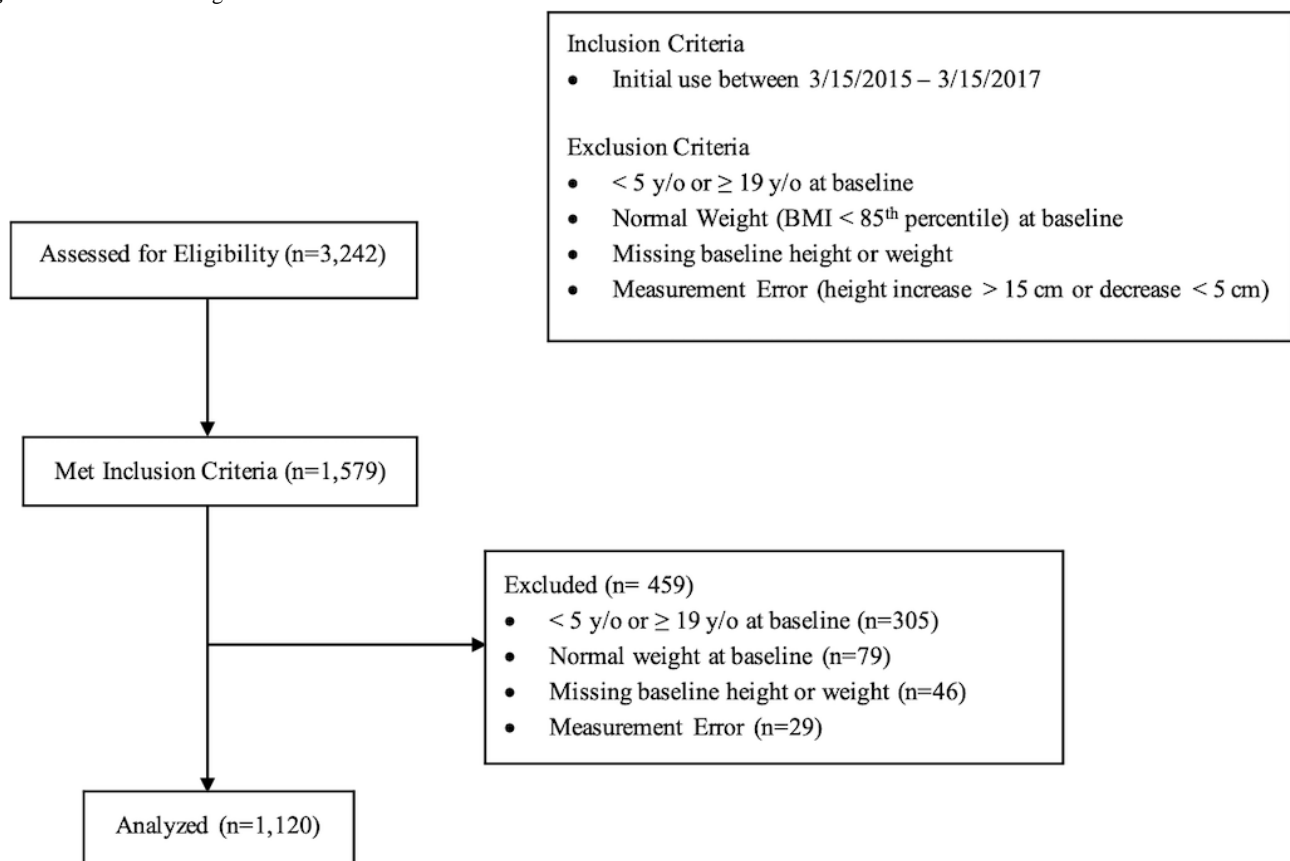 Inclusion Criteria
• Initial use between 3/15/2015 – 3/15/2017
Exclusion Criteria
• < 5 y/o or ≥ 19 y/o at baseline
• Normal Weight (BMI < 85th percentile) at baseline
• Missing baseline height or weight
• Measurement Error (height increase > 15 cm or decrease < 5 cm)
Assessed for Eligibility (n=3,242)
Met Inclusion Criteria (n=1,579)
Excluded (n= 459)
• < 5 y/o or ≥ 19 y/o at baseline (n=305)
• Normal weight at baseline (n=79)
• Missing baseline height or weight (n=46)
• Measurement Error (n=29)
Analyzed (n=1,120)